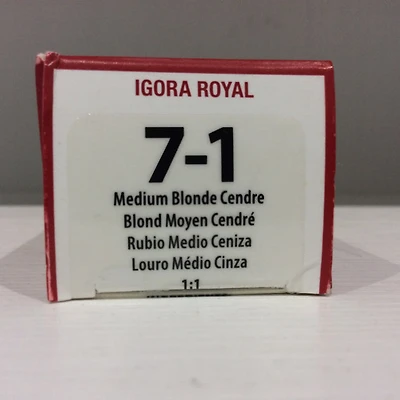 IGORA ROYAL
7-1
Medium Blonde Cendre
Blond Moyen Cendré
Rubio Medio Ceniza
Louro Médio Cinza
1:1